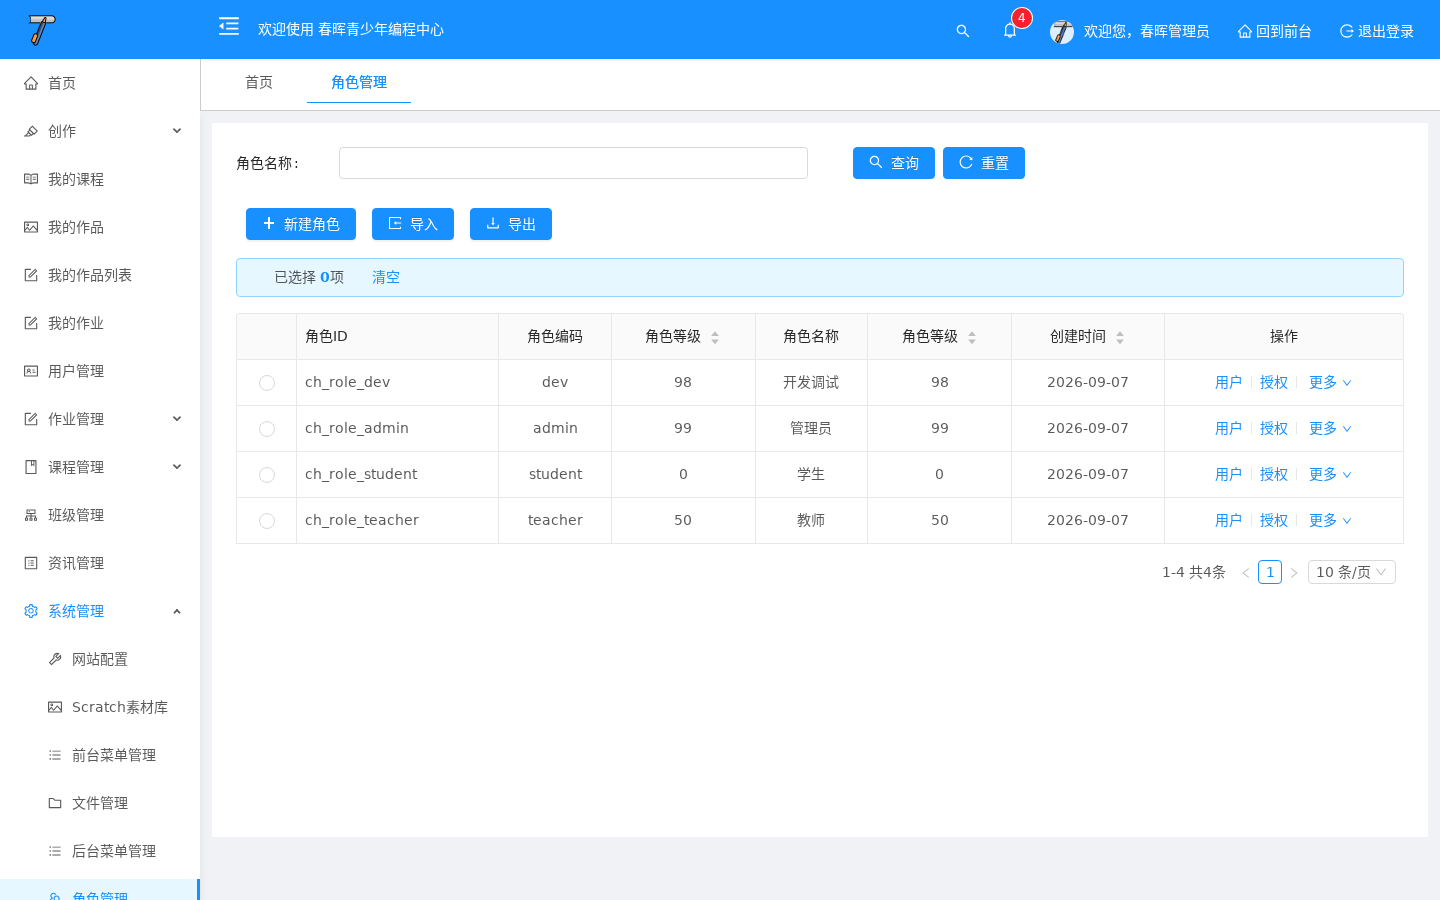 欢迎使用 春晖青少年编程中心
4
欢迎您，春晖管理员
回到前台
退出登录
首页
创作
我的课程
我的作品
我的作品列表
我的作业
用户管理
作业管理
课程管理
班级管理
资讯管理
系统管理
网站配置
Scratch素材库
前台菜单管理
文件管理
后台菜单管理
角色管理
首页 角色管理
角色名称：
查询 重置
新建角色 导入 导出
已选择 0项 清空
角色ID 角色编码 角色等级 角色名称 角色等级 创建时间 操作
ch_role_dev dev 98 开发调试 98 2026-09-07 用户 授权 更多
ch_role_admin admin 99 管理员 99 2026-09-07 用户 授权 更多
ch_role_student student 0 学生 0 2026-09-07 用户 授权 更多
ch_role_teacher teacher 50 教师 50 2026-09-07 用户 授权 更多
1-4 共4条 1 10 条/页